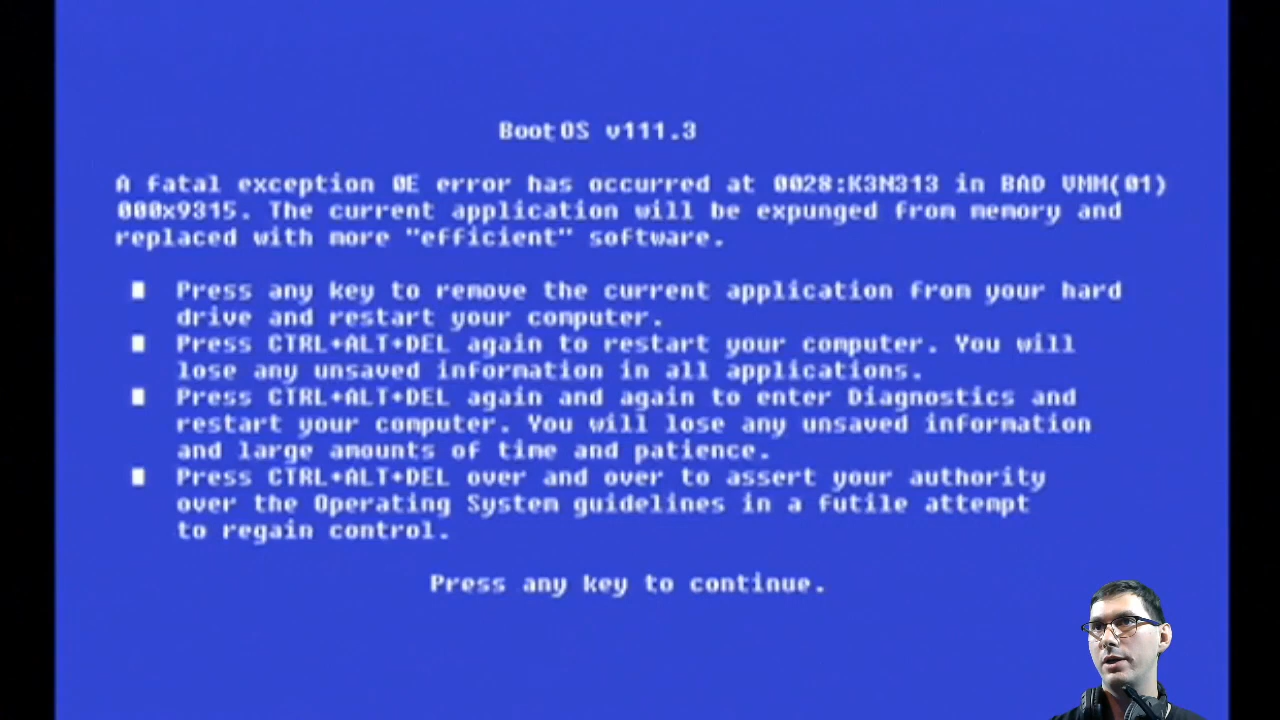 Boot OS v111.3
A fatal exception 0E error has occurred at 0028:K3N313 in BAD VMM(01)
000x9315. The current application will be expunged from memory and
replaced with more "efficient" software.
Press any key to remove the current application from your hard
drive and restart your computer.
Press CTRL+ALT+DEL again to restart your computer. You will
lose any unsaved information in all applications.
Press CTRL+ALT+DEL again and again to enter Diagnostics and
restart your computer. You will lose any unsaved information
and large amounts of time and patience.
Press CTRL+ALT+DEL over and over to assert your authority
over the Operating System guidelines in a futile attempt
to regain control.
Press any key to continue.